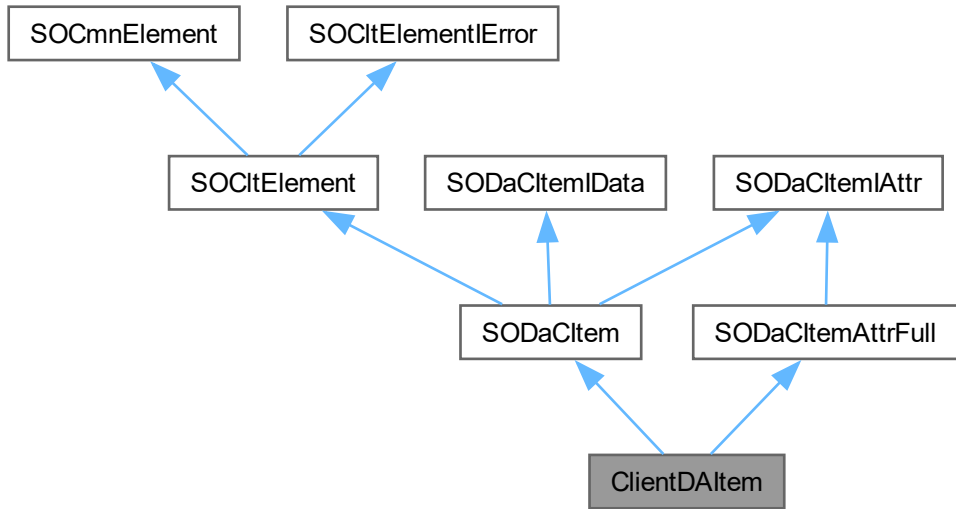 SOCmnElement
SOCltElementIError
SOCltElement
SODaCItemIData
SODaCItemIAttr
SODaCItem
SODaCItemAttrFull
ClientDAItem